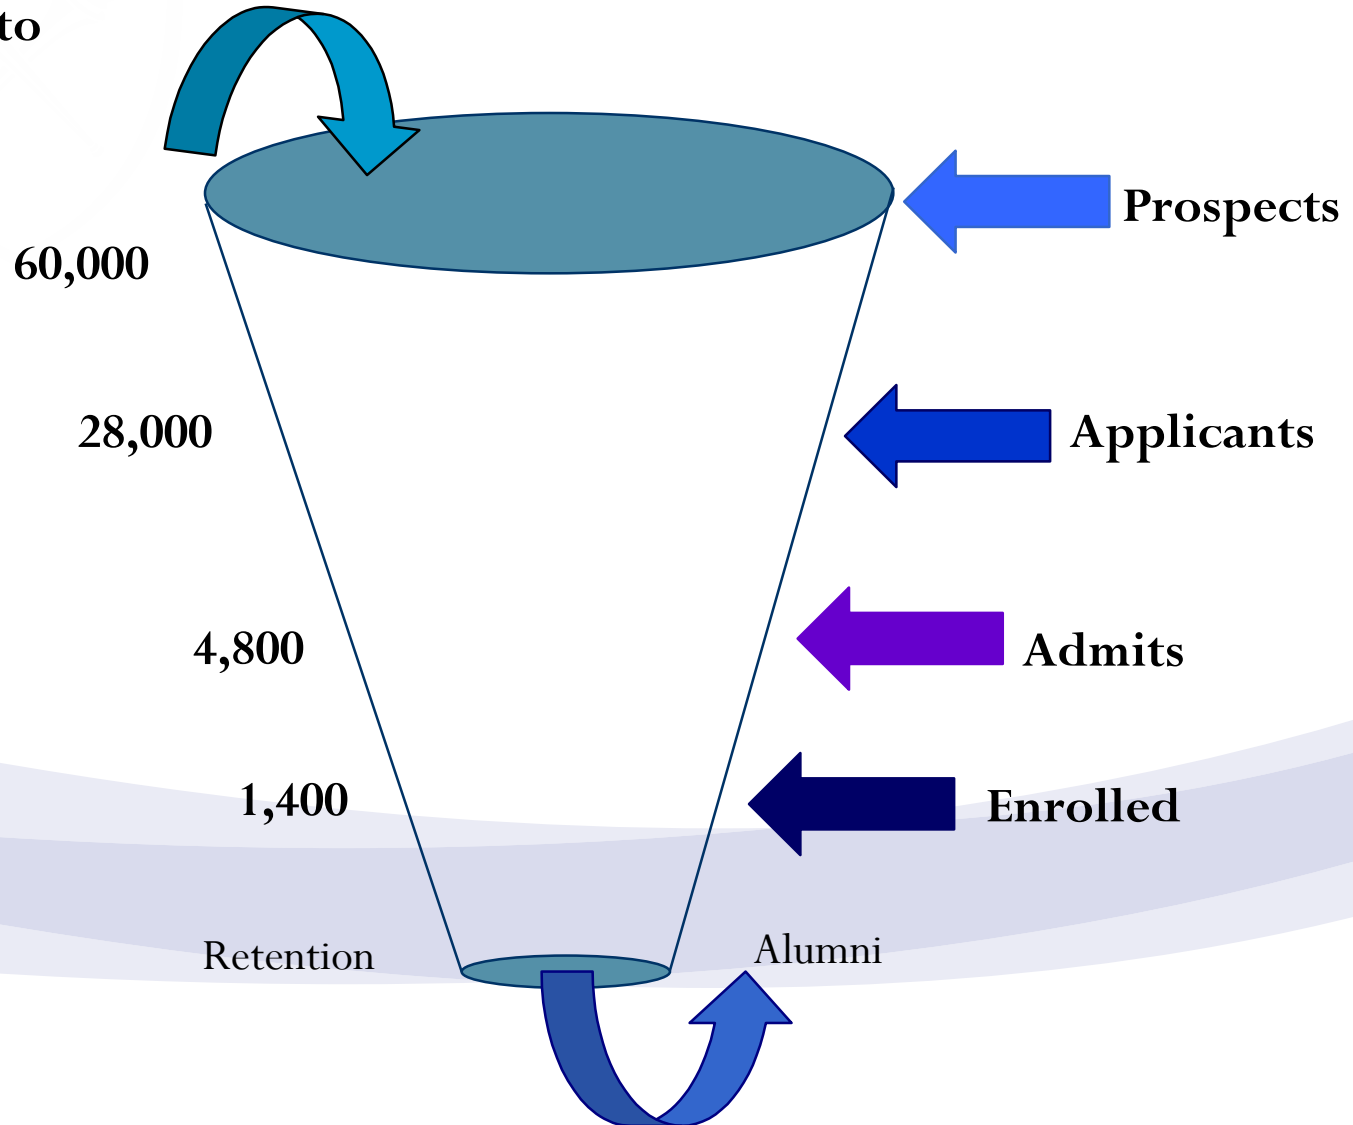 to
Prospects
60,000
28,000
Applicants
4,800
Admits
1,400
Enrolled
Retention
Alumni